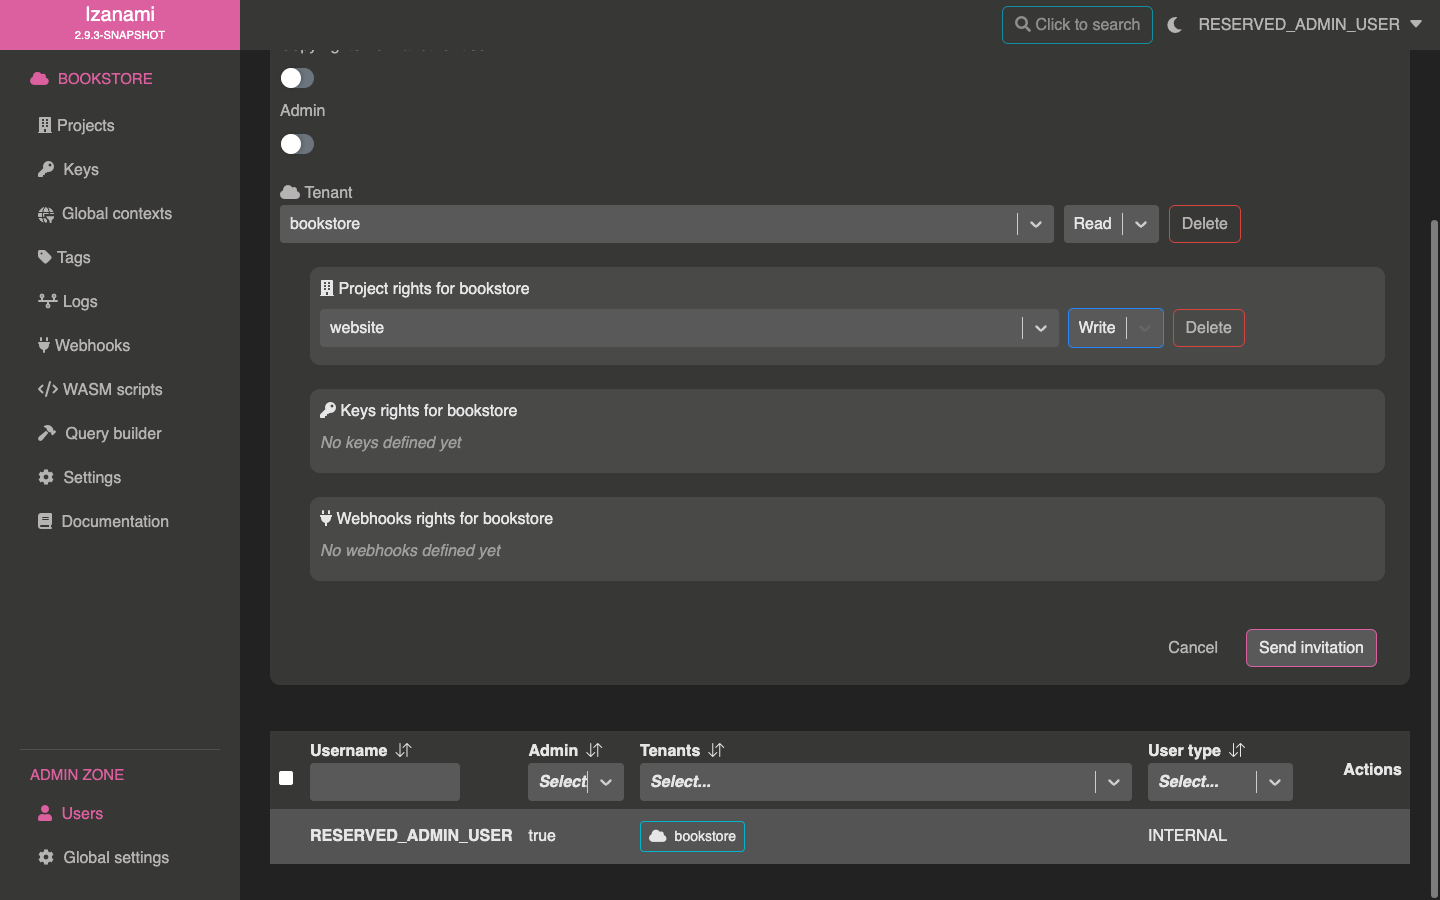 Izanami
2.9.3-SNAPSHOT
Click to search
RESERVED_ADMIN_USER
BOOKSTORE
Projects
Keys
Global contexts
Tags
Logs
Webhooks
WASM scripts
Query builder
Settings
Documentation
ADMIN ZONE
Users
Global settings
Admin
Tenant
bookstore
Read
Delete
Project rights for bookstore
website
Write
Delete
Keys rights for bookstore
No keys defined yet
Webhooks rights for bookstore
No webhooks defined yet
Cancel
Send invitation
Username
Admin
Tenants
User type
Actions
Select
Select...
Select...
RESERVED_ADMIN_USER
true
bookstore
INTERNAL